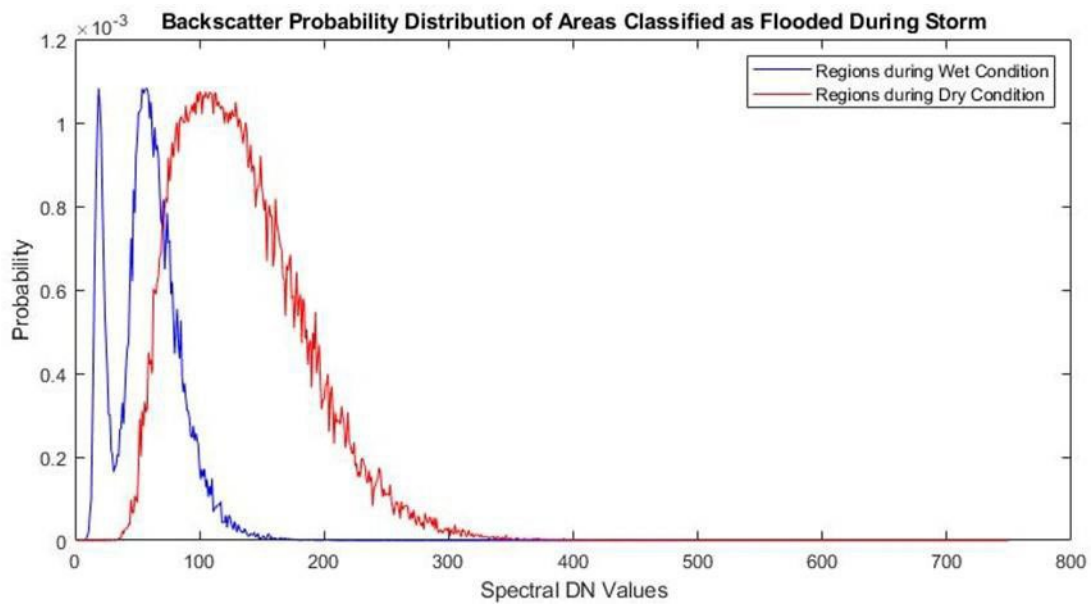 Backscatter Probability Distribution of Areas Classified as Flooded During Storm
×10⁻³
1.2
1
0.8
0.6
0.4
0.2
0
Probability
Regions during Wet Condition
Regions during Dry Condition
0 100 200 300 400 500 600 700 800
Spectral DN Values